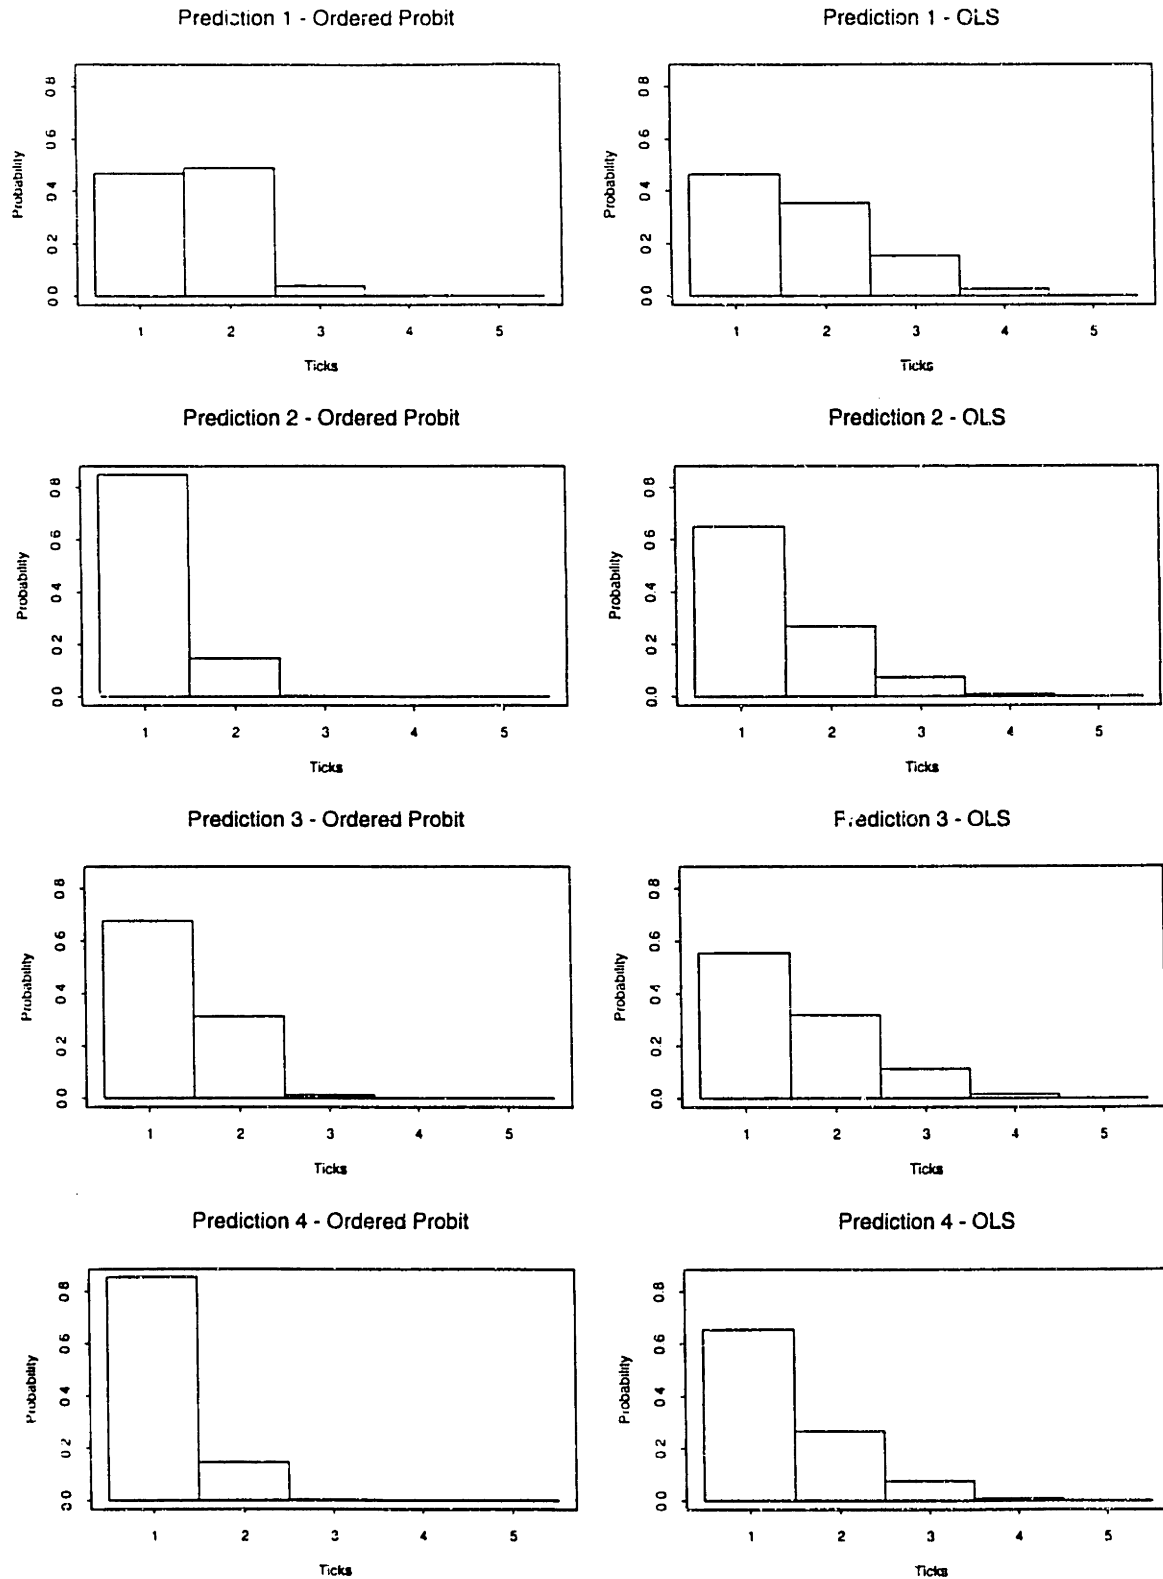 Prediction 1 - Ordered Probit
Prediction 1 - OLS
Probability
0.0 0.2 0.4 0.6 0.8
1 2 3 4 5
Ticks
Probability
0.0 0.2 0.4 0.6 0.8
1 2 3 4 5
Ticks
Prediction 2 - Ordered Probit
Prediction 2 - OLS
Probability
0.0 0.2 0.4 0.6 0.8
1 2 3 4 5
Ticks
Probability
0.0 0.2 0.4 0.6 0.8
1 2 3 4 5
Ticks
Prediction 3 - Ordered Probit
Prediction 3 - OLS
Probability
0.0 0.2 0.4 0.6 0.8
1 2 3 4 5
Ticks
Probability
0.0 0.2 0.4 0.6 0.8
1 2 3 4 5
Ticks
Prediction 4 - Ordered Probit
Prediction 4 - OLS
Probability
0.0 0.2 0.4 0.6 0.8
1 2 3 4 5
Ticks
Probability
0.0 0.2 0.4 0.6 0.8
1 2 3 4 5
Ticks